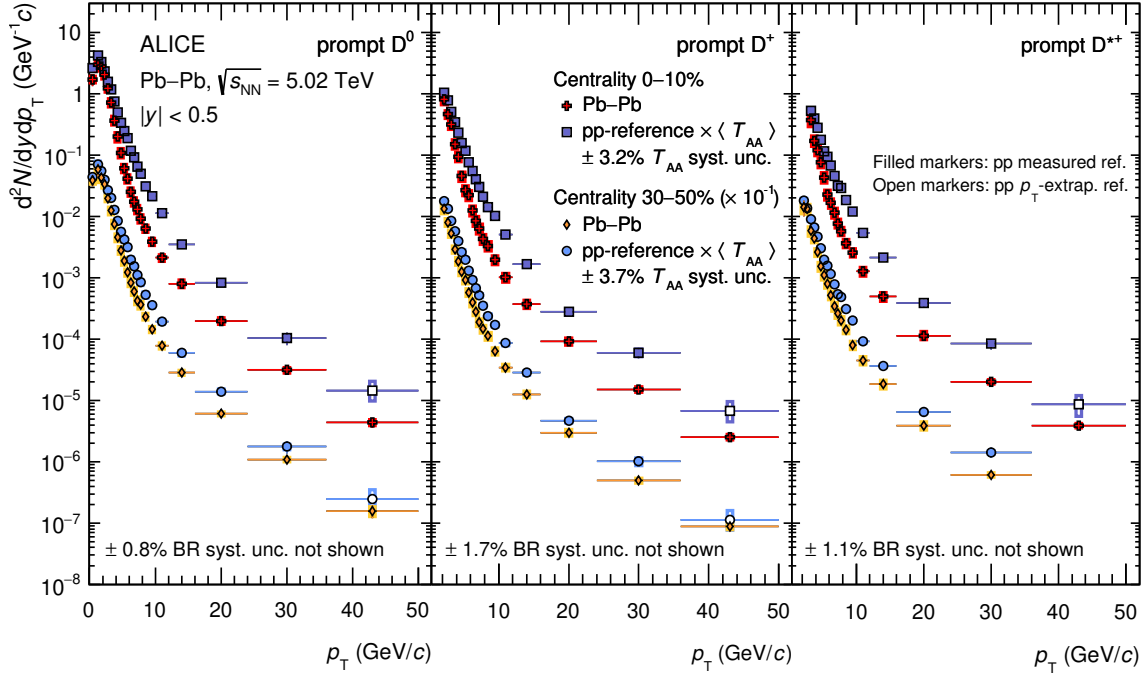 d²N/dydp_T (GeV⁻¹c)
10
1
10⁻¹
10⁻²
10⁻³
10⁻⁴
10⁻⁵
10⁻⁶
10⁻⁷
10⁻⁸
ALICE
prompt D⁰
Pb–Pb, √s_NN = 5.02 TeV
|y| < 0.5
± 0.8% BR syst. unc. not shown
0 10 20 30 40 50
p_T (GeV/c)
prompt D⁺
Centrality 0–10%
Pb–Pb
pp-reference × ⟨ T_AA ⟩
± 3.2% T_AA syst. unc.
Centrality 30–50% (× 10⁻¹)
Pb–Pb
pp-reference × ⟨ T_AA ⟩
± 3.7% T_AA syst. unc.
± 1.7% BR syst. unc. not shown
10 20 30 40 50
p_T (GeV/c)
prompt D*⁺
Filled markers: pp measured ref.
Open markers: pp p_T-extrap. ref.
± 1.1% BR syst. unc. not shown
10 20 30 40 50
p_T (GeV/c)